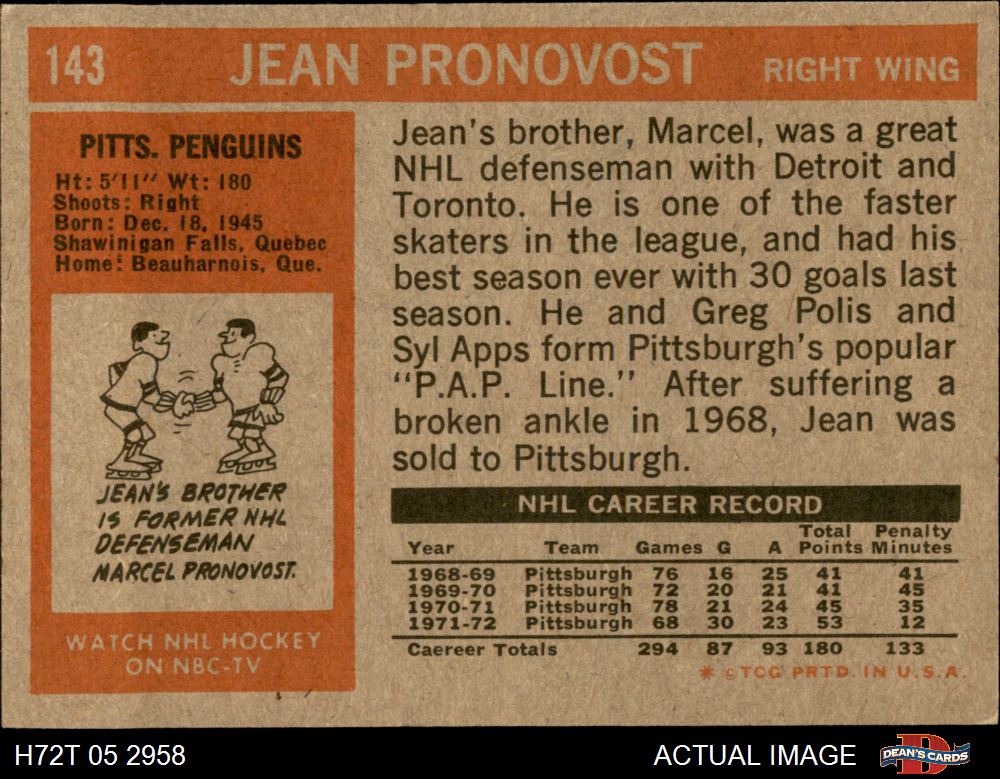 143 JEAN PRONOVOST RIGHT WING
PITTS. PENGUINS
Ht: 5'11" Wt: 180
Shoots: Right
Born: Dec. 18, 1945
Shawinigan Falls, Quebec
Home: Beauharnois, Que.
JEAN'S BROTHER
IS FORMER NHL
DEFENSEMAN
MARCEL PRONOVOST.
WATCH NHL HOCKEY
ON NBC-TV
Jean's brother, Marcel, was a great
NHL defenseman with Detroit and
Toronto. He is one of the faster
skaters in the league, and had his
best season ever with 30 goals last
season. He and Greg Polis and
Syl Apps form Pittsburgh's popular
"P.A.P. Line." After suffering a
broken ankle in 1968, Jean was
sold to Pittsburgh.
NHL CAREER RECORD
Total Penalty
Year Team Games G A Points Minutes
1968-69 Pittsburgh 76 16 25 41 41
1969-70 Pittsburgh 72 20 21 41 45
1970-71 Pittsburgh 78 21 24 45 35
1971-72 Pittsburgh 68 30 23 53 12
Caereer Totals 294 87 93 180 133
* ©TCG PRTD. IN U.S.A.
H72T 05 2958 ACTUAL IMAGE DEAN'S CARDS